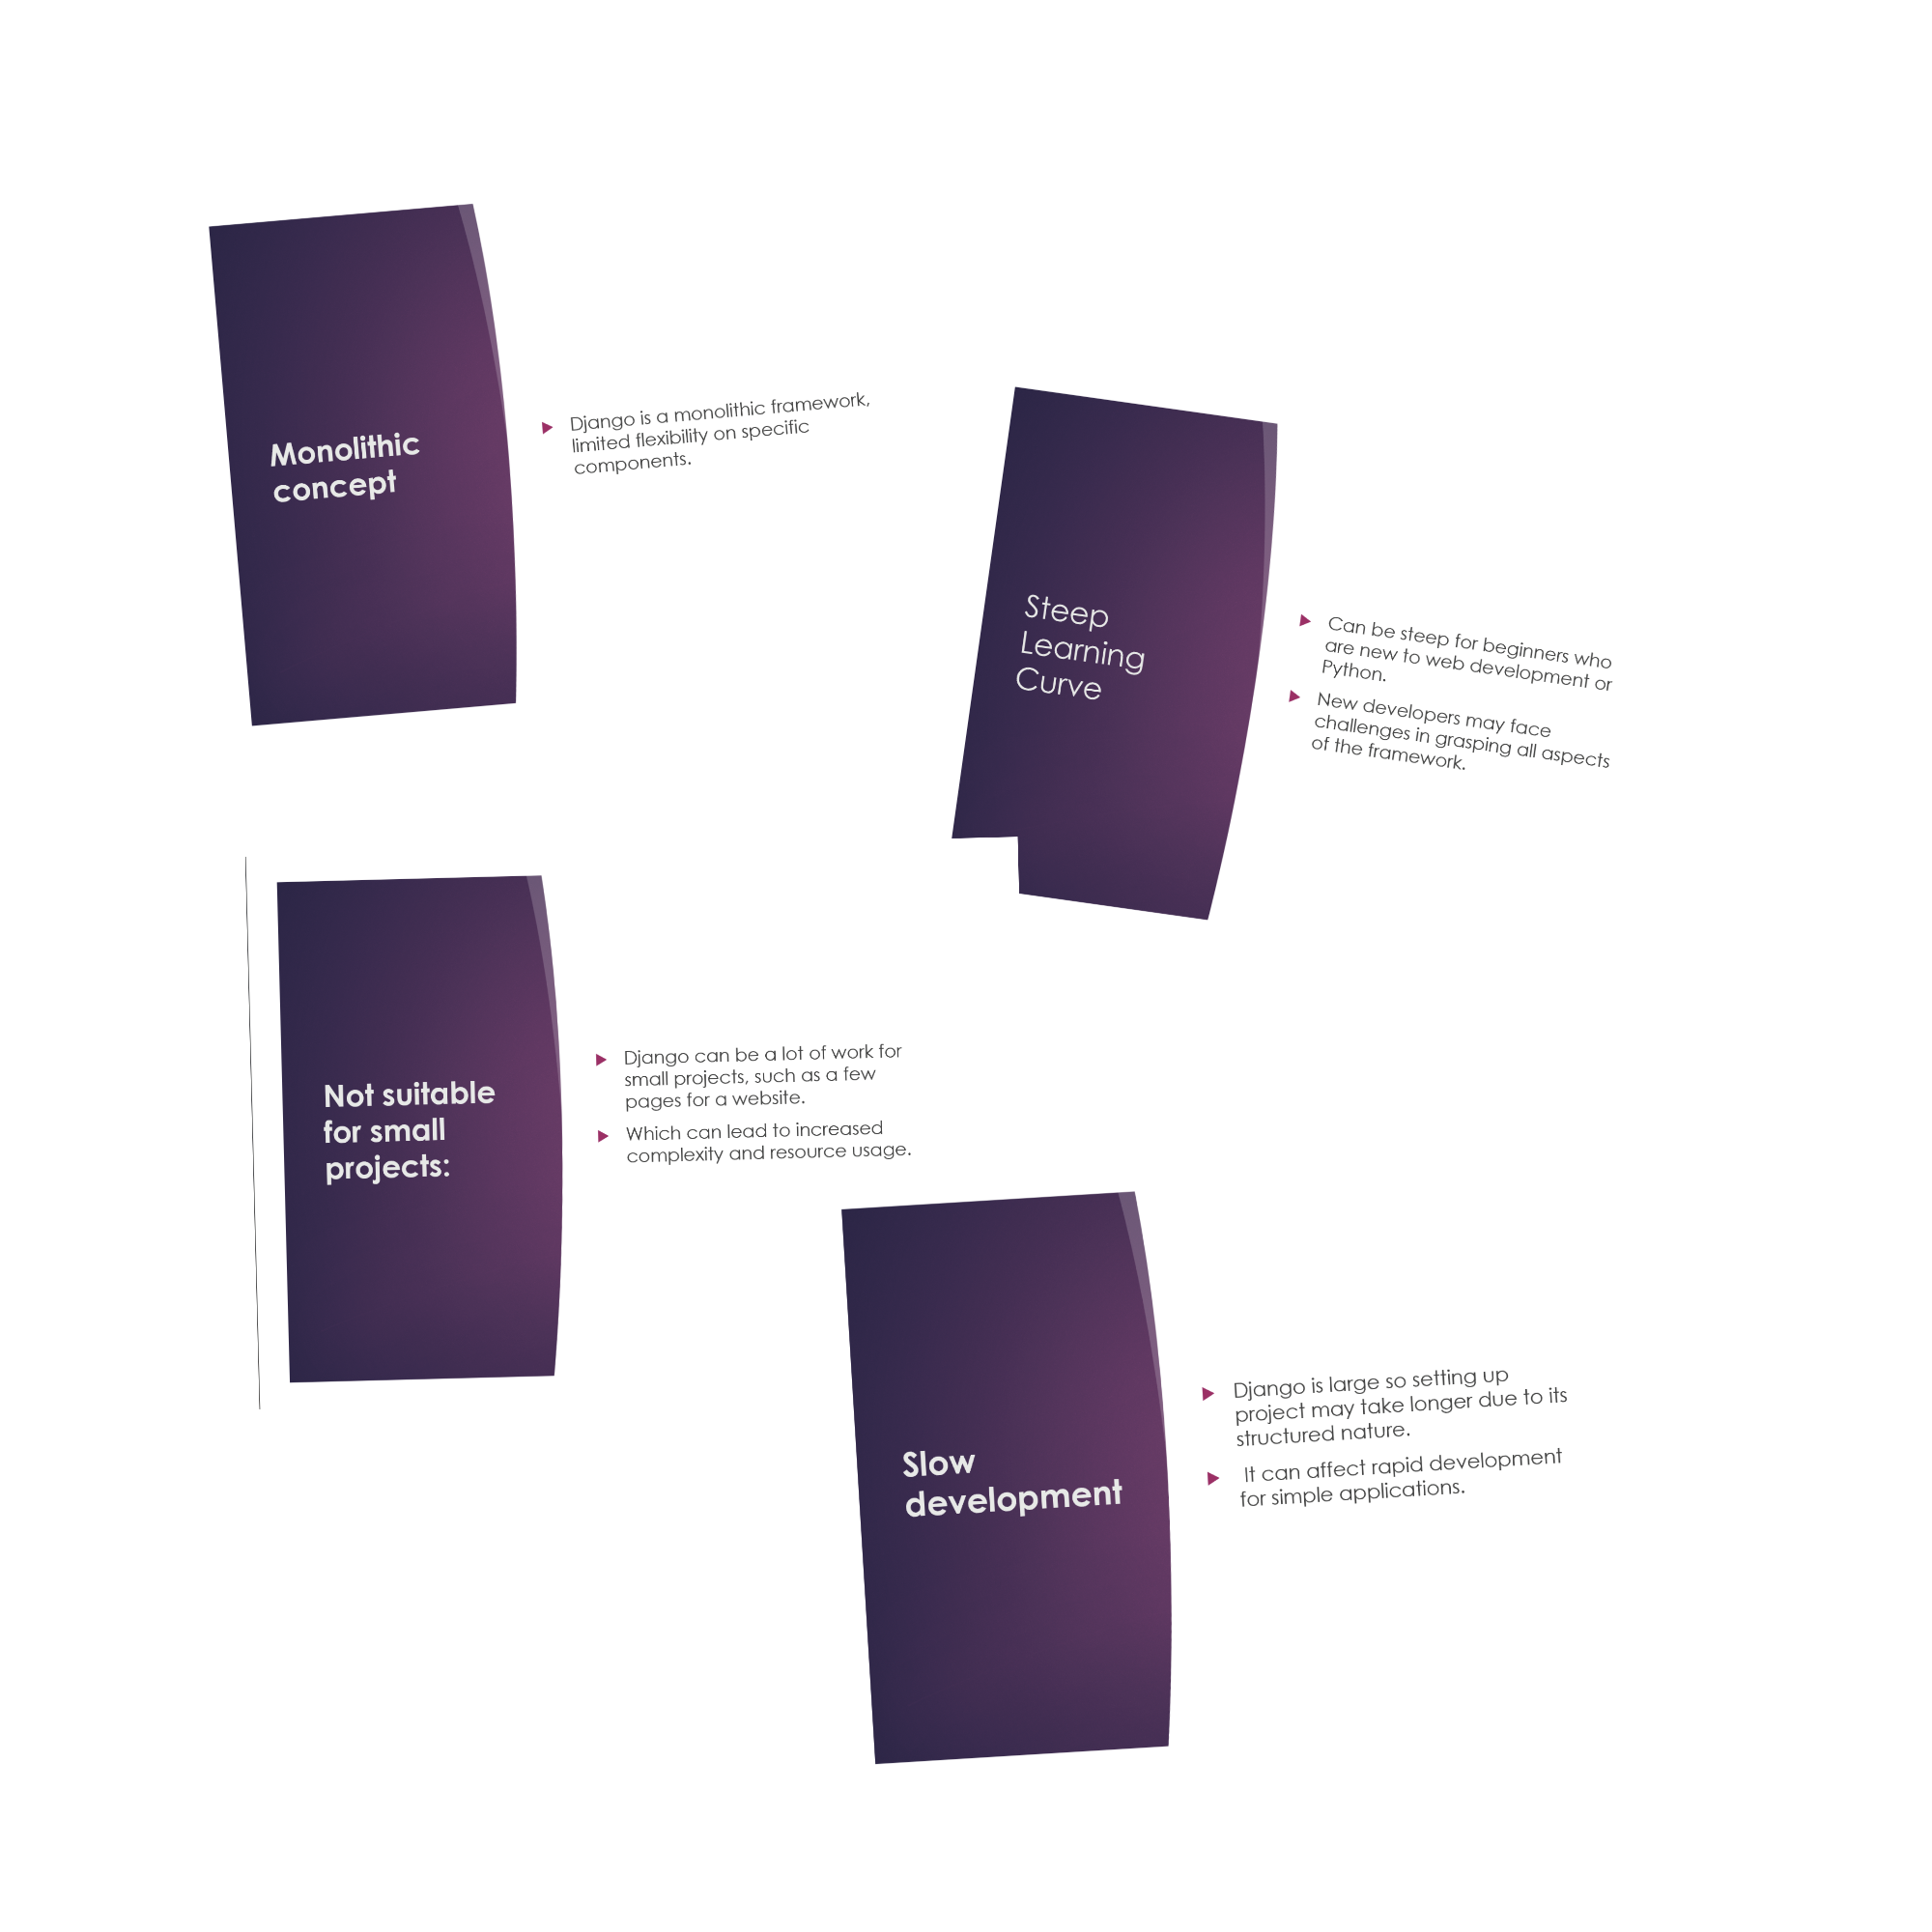 Monolithic
concept
Django is a monolithic framework,
limited flexibility on specific
components.
Steep
Learning
Curve
Can be steep for beginners who
are new to web development or
Python.
New developers may face
challenges in grasping all aspects
of the framework.
Not suitable
for small
projects:
Django can be a lot of work for
small projects, such as a few
pages for a website.
Which can lead to increased
complexity and resource usage.
Slow
development
Django is large so setting up
project may take longer due to its
structured nature.
It can affect rapid development
for simple applications.